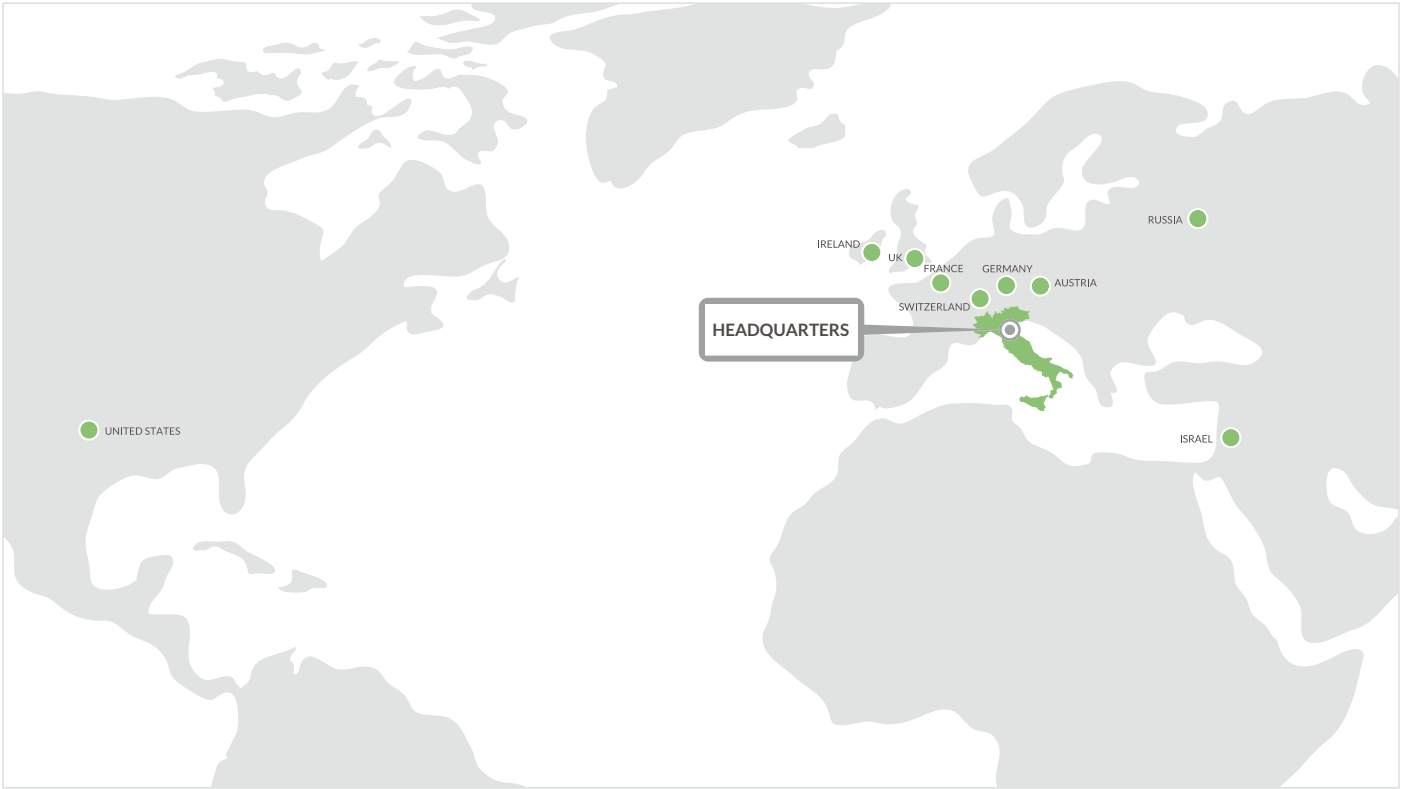 RUSSIA
IRELAND
UK
FRANCE
GERMANY
AUSTRIA
SWITZERLAND
HEADQUARTERS
UNITED STATES
ISRAEL